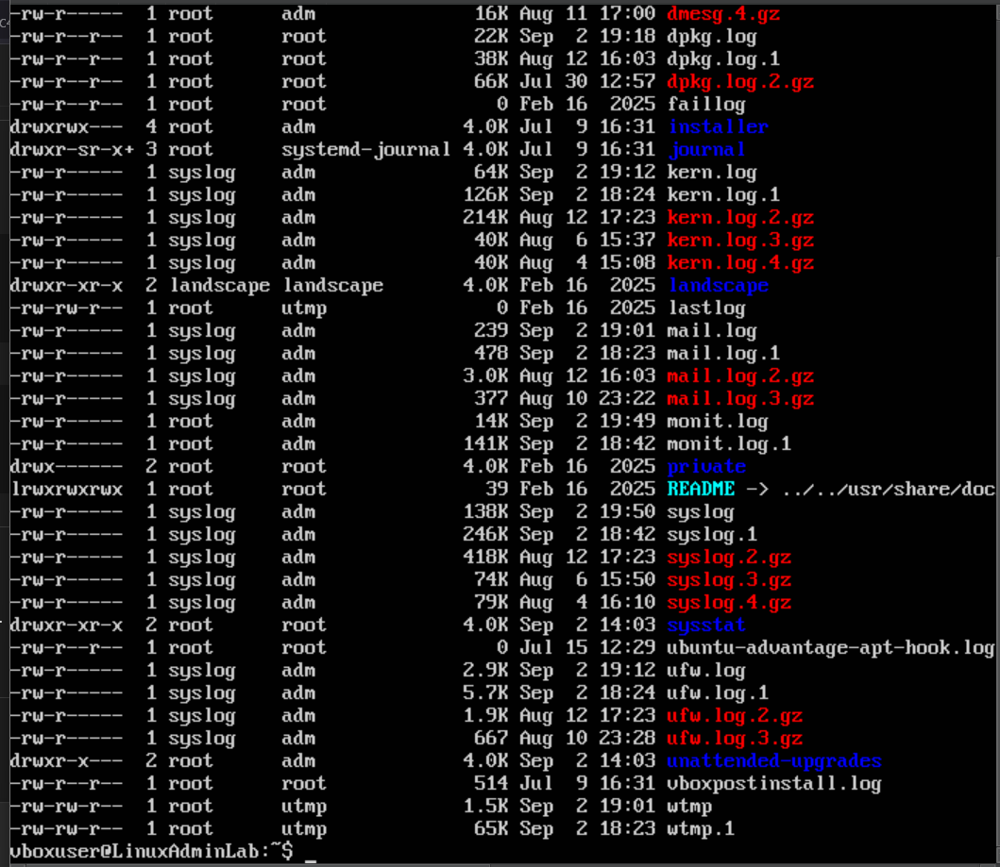 -rw-r----- 1 root      adm               16K Aug 11 17:00 dmesg.4.gz
-rw-r--r-- 1 root      root              22K Sep  2 19:18 dpkg.log
-rw-r--r-- 1 root      root              38K Aug 12 16:03 dpkg.log.1
-rw-r--r-- 1 root      root              66K Jul 30 12:57 dpkg.log.2.gz
-rw-r--r-- 1 root      root                0 Feb 16  2025 faillog
drwxrwx--- 4 root      adm              4.0K Jul  9 16:31 installer
drwxr-sr-x+ 3 root      systemd-journal 4.0K Jul  9 16:31 journal
-rw-r----- 1 syslog    adm               64K Sep  2 19:12 kern.log
-rw-r----- 1 syslog    adm              126K Sep  2 18:24 kern.log.1
-rw-r----- 1 syslog    adm              214K Aug 12 17:23 kern.log.2.gz
-rw-r----- 1 syslog    adm               40K Aug  6 15:37 kern.log.3.gz
-rw-r----- 1 syslog    adm               40K Aug  4 15:08 kern.log.4.gz
drwxr-xr-x 2 landscape landscape        4.0K Feb 16  2025 landscape
-rw-rw-r-- 1 root      utmp                0 Feb 16  2025 lastlog
-rw-r----- 1 syslog    adm               239 Sep  2 19:01 mail.log
-rw-r----- 1 syslog    adm               478 Sep  2 18:23 mail.log.1
-rw-r----- 1 syslog    adm              3.0K Aug 12 16:03 mail.log.2.gz
-rw-r----- 1 syslog    adm               377 Aug 10 23:22 mail.log.3.gz
-rw-r----- 1 root      adm               14K Sep  2 19:49 monit.log
-rw-r----- 1 root      adm              141K Sep  2 18:42 monit.log.1
drwx------ 2 root      root             4.0K Feb 16  2025 private
lrwxrwxrwx 1 root      root               39 Feb 16  2025 README -> ../../usr/share/doc
-rw-r----- 1 syslog    adm              138K Sep  2 19:50 syslog
-rw-r----- 1 syslog    adm              246K Sep  2 18:42 syslog.1
-rw-r----- 1 syslog    adm              418K Aug 12 17:23 syslog.2.gz
-rw-r----- 1 syslog    adm               74K Aug  6 15:50 syslog.3.gz
-rw-r----- 1 syslog    adm               79K Aug  4 16:10 syslog.4.gz
drwxr-xr-x 2 root      root             4.0K Sep  2 14:03 sysstat
-rw-r--r-- 1 root      root                0 Jul 15 12:29 ubuntu-advantage-apt-hook.log
-rw-r----- 1 syslog    adm              2.9K Sep  2 19:12 ufw.log
-rw-r----- 1 syslog    adm              5.7K Sep  2 18:24 ufw.log.1
-rw-r----- 1 syslog    adm              1.9K Aug 12 17:23 ufw.log.2.gz
-rw-r----- 1 syslog    adm               667 Aug 10 23:28 ufw.log.3.gz
drwxr-x--- 2 root      adm              4.0K Sep  2 14:03 unattended-upgrades
-rw-r--r-- 1 root      root              514 Jul  9 16:31 vboxpostinstall.log
-rw-rw-r-- 1 root      utmp             1.5K Sep  2 19:01 wtmp
-rw-rw-r-- 1 root      utmp              65K Sep  2 18:23 wtmp.1
vboxuser@LinuxAdminLab:~$ _